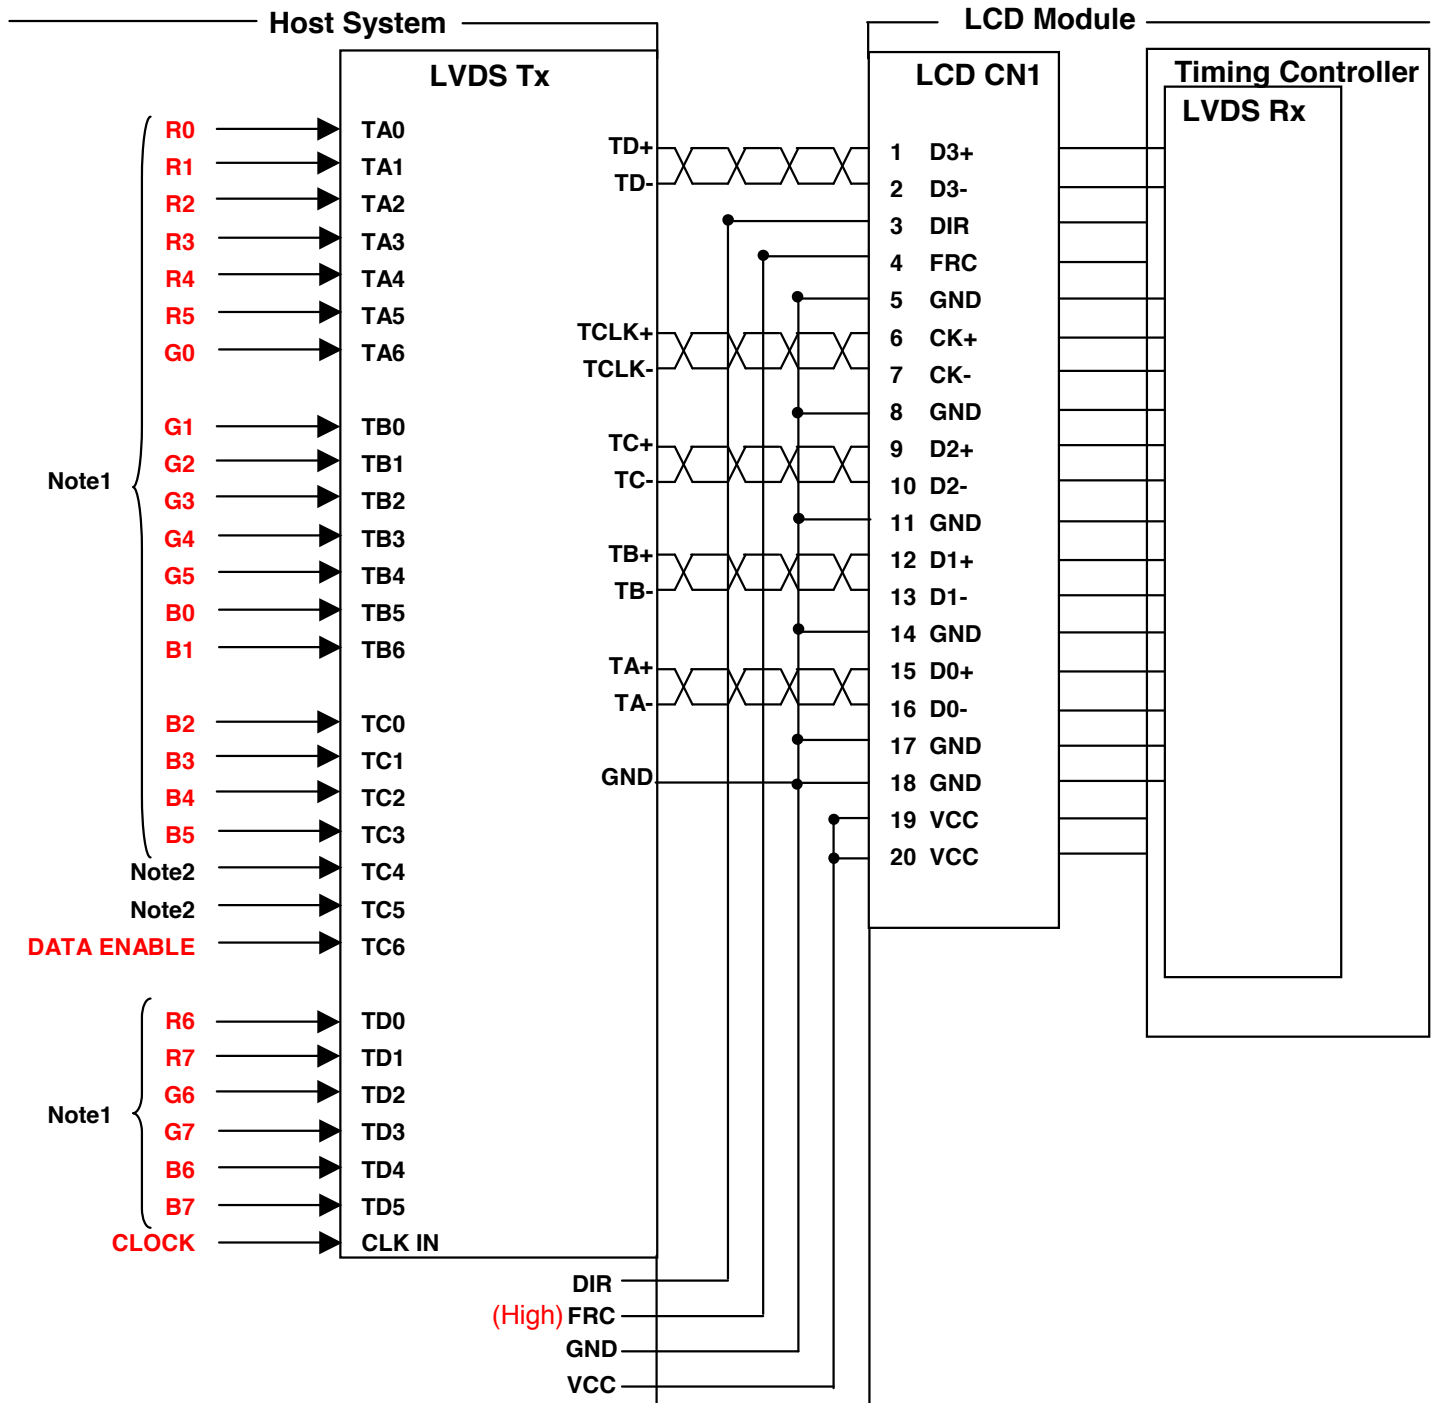 Host System
LCD Module
LVDS Tx
LCD CN1
Timing Controller
LVDS Rx
Note1
R0 TA0
R1 TA1
R2 TA2
R3 TA3
R4 TA4
R5 TA5
G0 TA6
G1 TB0
G2 TB1
G3 TB2
G4 TB3
G5 TB4
B0 TB5
B1 TB6
B2 TC0
B3 TC1
B4 TC2
B5 TC3
Note2 TC4
Note2 TC5
DATA ENABLE TC6
Note1
R6 TD0
R7 TD1
G6 TD2
G7 TD3
B6 TD4
B7 TD5
CLOCK CLK IN
TD+
TD-
TCLK+
TCLK-
TC+
TC-
TB+
TB-
TA+
TA-
GND
DIR
(High) FRC
GND
VCC
1 D3+
2 D3-
3 DIR
4 FRC
5 GND
6 CK+
7 CK-
8 GND
9 D2+
10 D2-
11 GND
12 D1+
13 D1-
14 GND
15 D0+
16 D0-
17 GND
18 GND
19 VCC
20 VCC